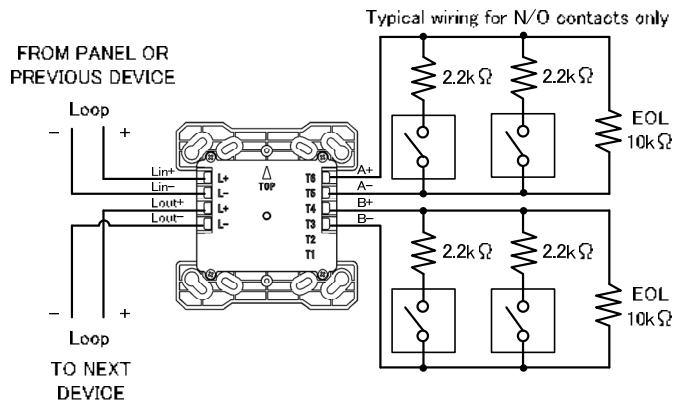 Typical wiring for N/O contacts only
FROM PANEL OR
PREVIOUS DEVICE
Loop
− +
2.2kΩ
2.2kΩ
EOL
10kΩ
Lin+
Lin−
Lout+
Lout−
L+
L−
L+
L−
TOP
T6
T5
T4
T3
T2
T1
A+
A−
B+
B−
2.2kΩ
2.2kΩ
EOL
10kΩ
− +
Loop
TO NEXT
DEVICE